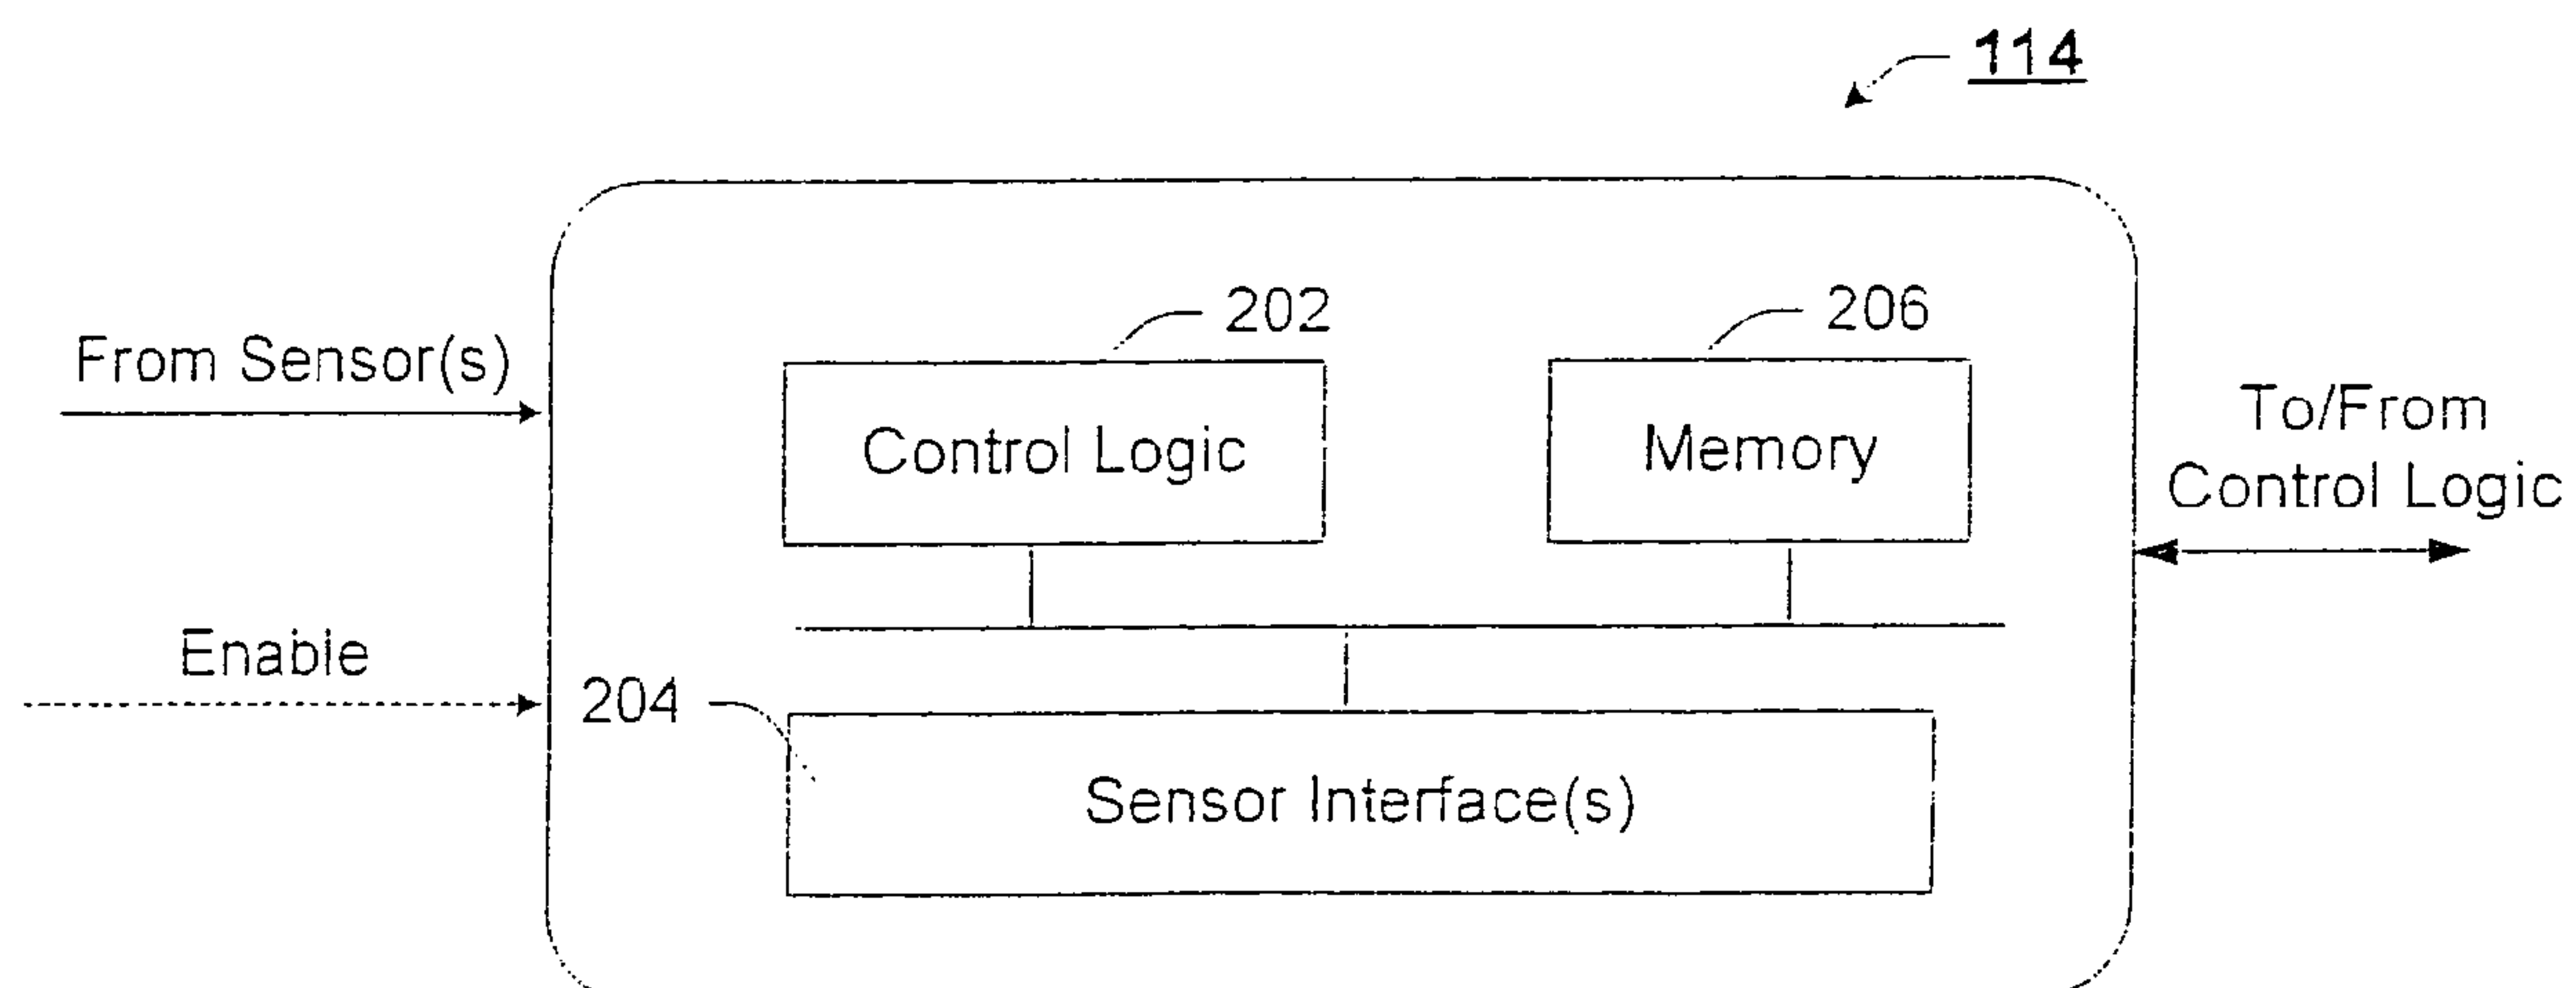 114
202
206
From Sensor(s)
Control Logic
Memory
To/From
Control Logic
Enable
204
Sensor Interface(s)